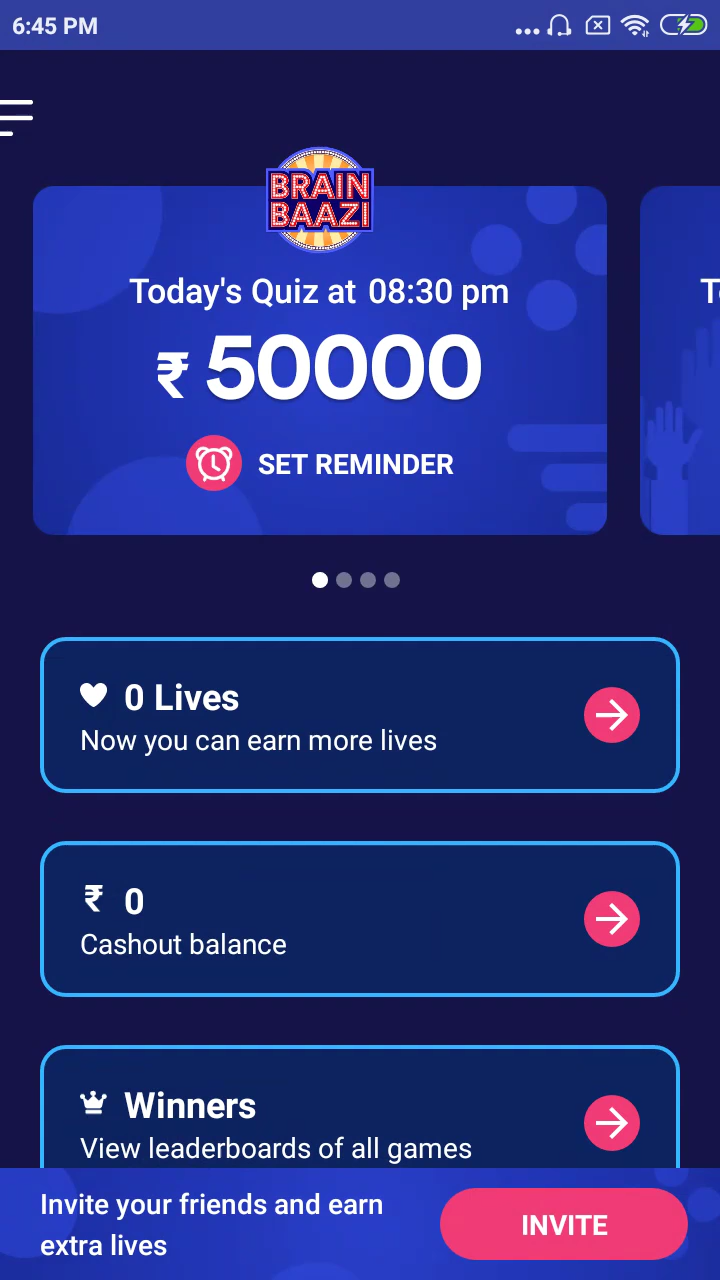 6:45 PM
BRAIN
BAAZI
Today's Quiz at 08:30 pm
₹ 50000
SET REMINDER
0 Lives
Now you can earn more lives
₹ 0
Cashout balance
Winners
View leaderboards of all games
Invite your friends and earn
extra lives
INVITE